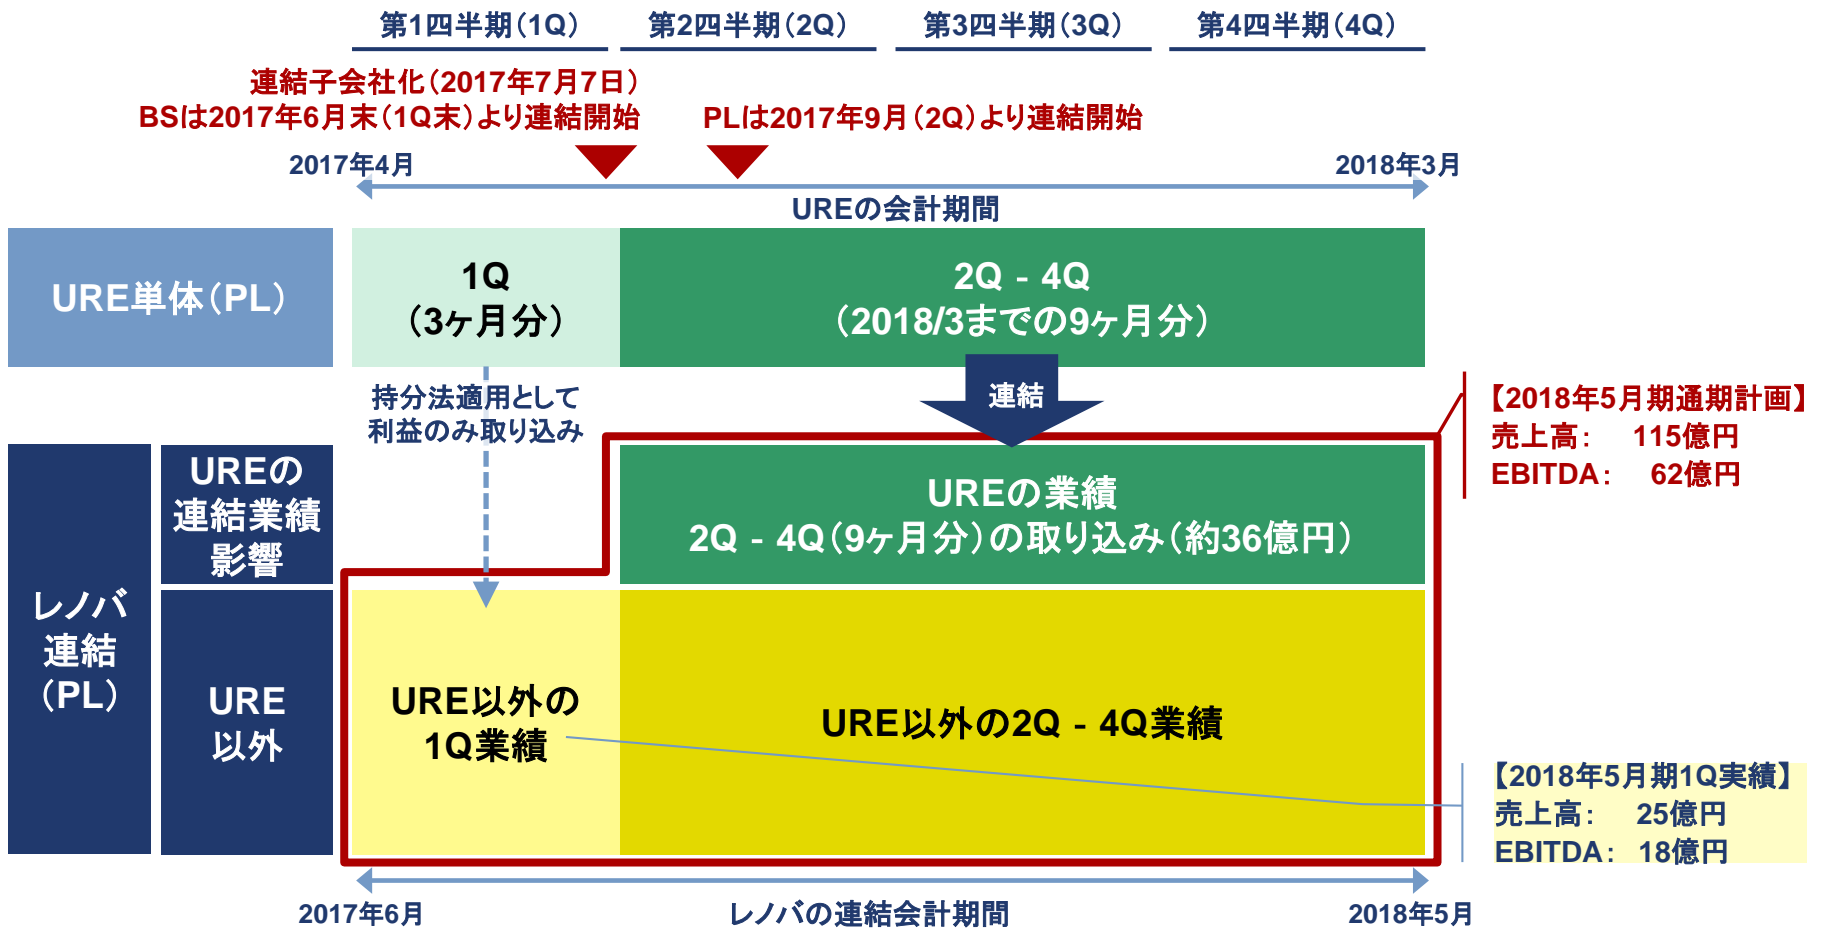 第1四半期（1Q）
第2四半期（2Q）
第3四半期（3Q）
第4四半期（4Q）
連結子会社化（2017年7月7日）
BSは2017年6月末（1Q末）より連結開始
PLは2017年9月（2Q）より連結開始
2017年4月
2018年3月
UREの会計期間
URE単体（PL）
1Q
（3ヶ月分）
2Q - 4Q
（2018/3までの9ヶ月分）
持分法適用として
利益のみ取り込み
連結
【2018年5月期通期計画】
売上高： 115億円
EBITDA： 62億円
レノバ
連結
（PL）
UREの
連結業績
影響
UREの業績
2Q - 4Q（9ヶ月分）の取り込み（約36億円）
URE
以外
URE以外の
1Q業績
URE以外の2Q - 4Q業績
【2018年5月期1Q実績】
売上高： 25億円
EBITDA： 18億円
2017年6月
レノバの連結会計期間
2018年5月